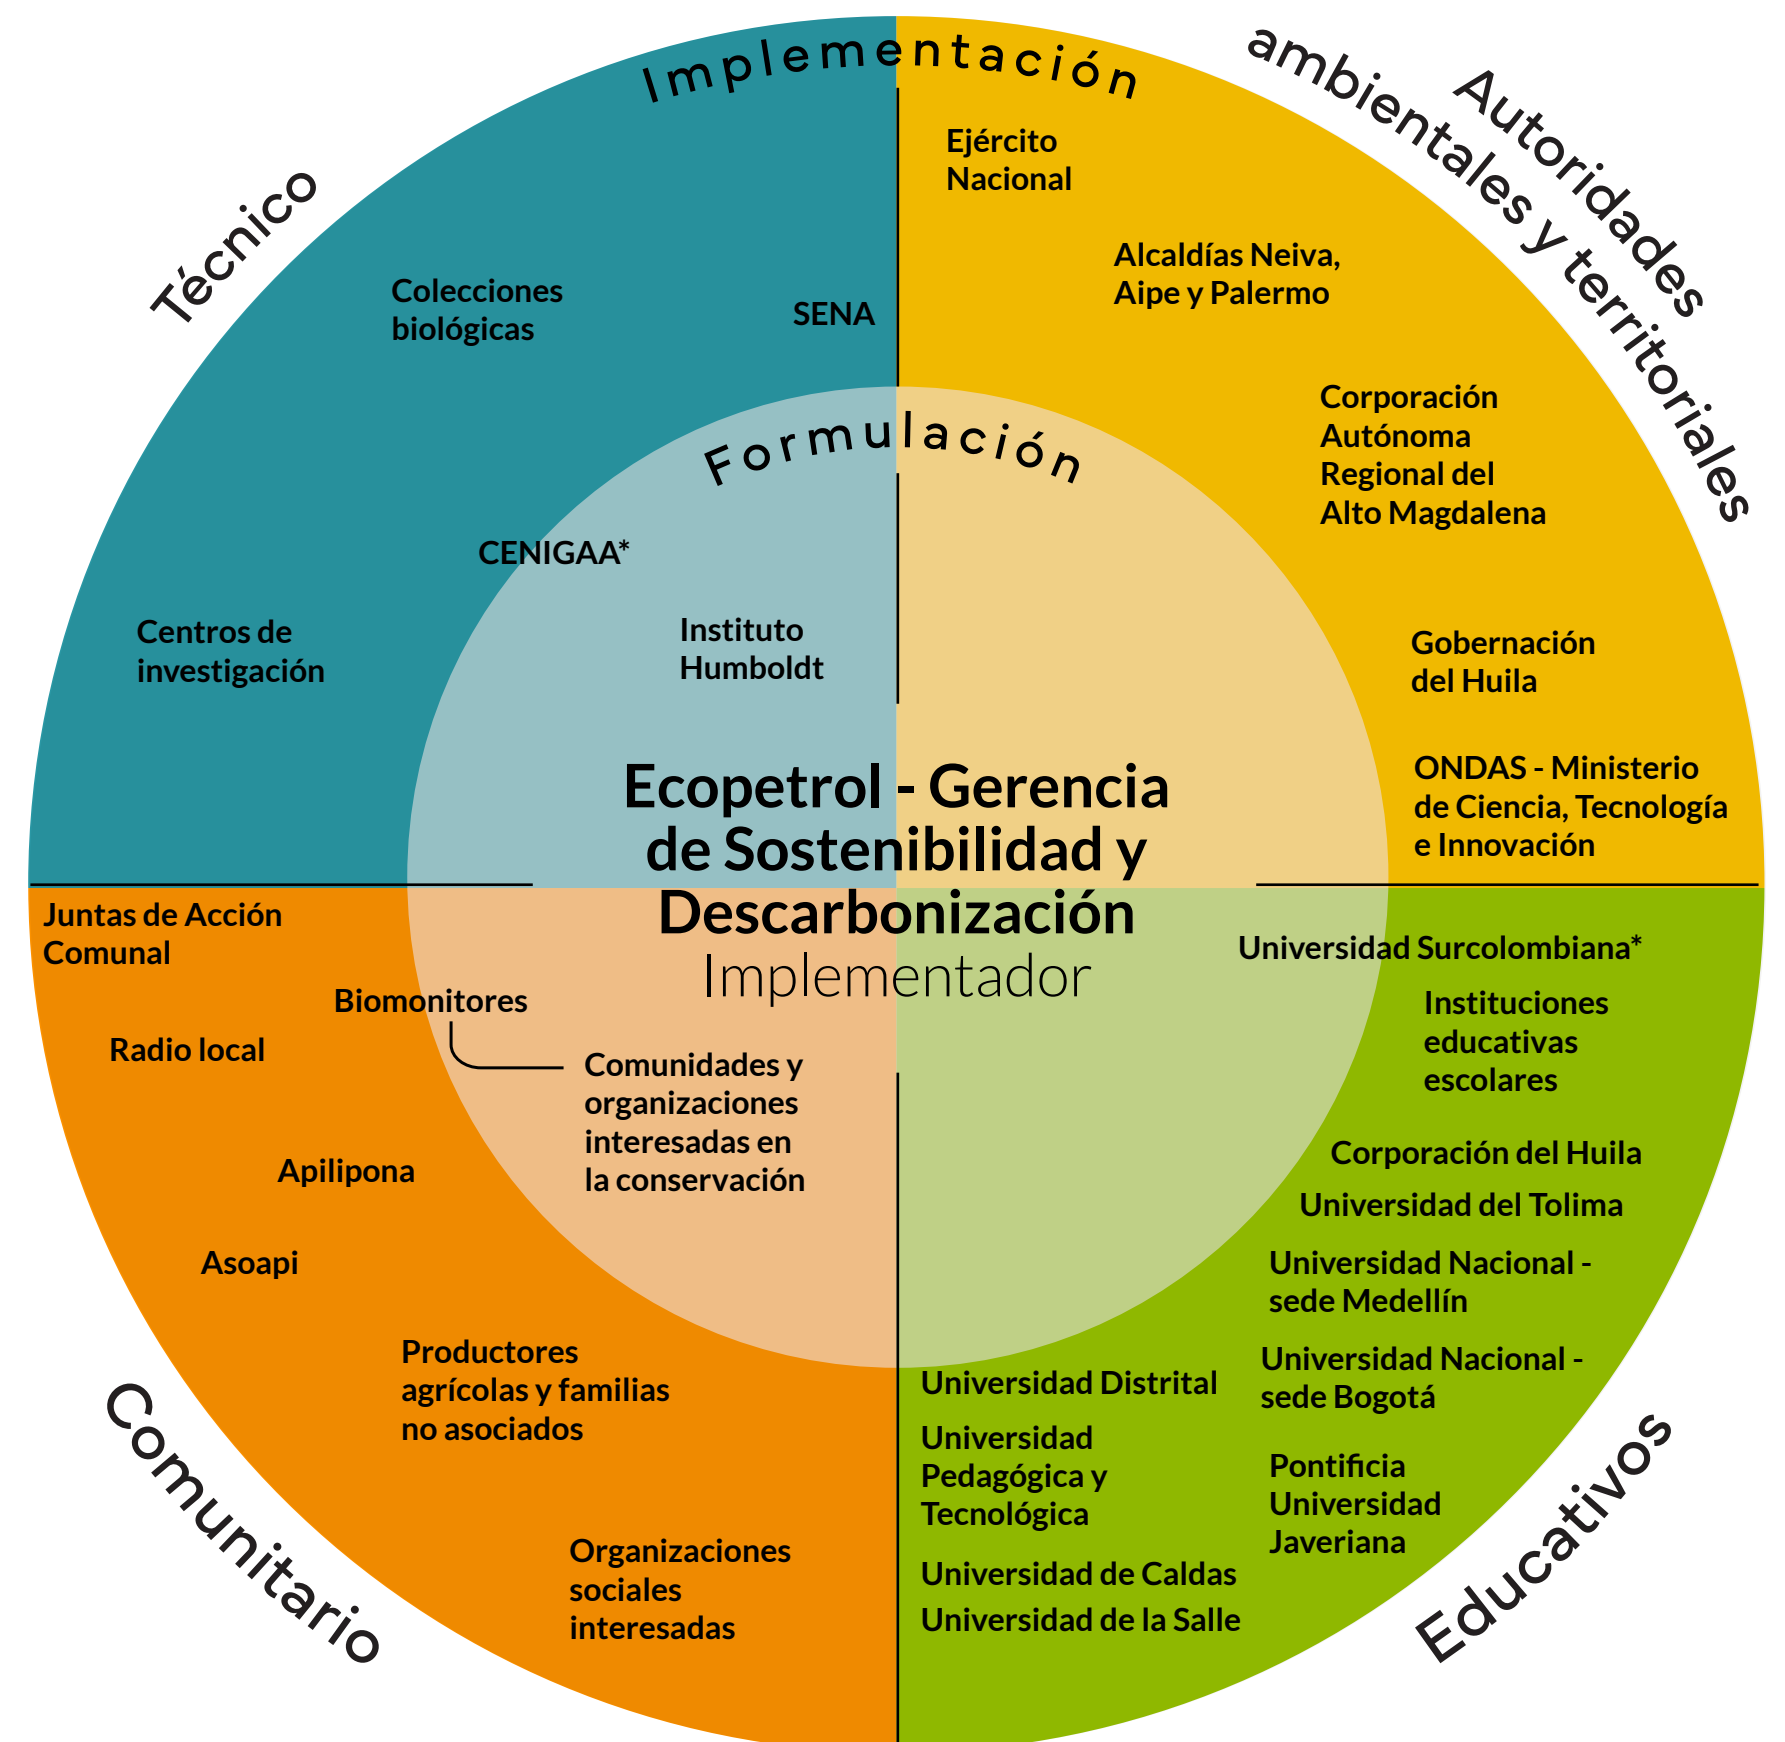 Implementación
Técnico
Autoridades
ambientales y territoriales
Ejército
Nacional
Alcaldías Neiva,
Aipe y Palermo
Colecciones
biológicas
SENA
Corporación
Autónoma
Regional del
Alto Magdalena
Formulación
CENIGAA*
Centros de
investigación
Instituto
Humboldt
Gobernación
del Huila
ONDAS - Ministerio
de Ciencia, Tecnología
e Innovación
Ecopetrol - Gerencia
de Sostenibilidad y
Descarbonización
Implementador
Juntas de Acción
Comunal
Biomonitores
Radio local
Comunidades y
organizaciones
interesadas en
la conservación
Apilipona
Asoapi
Productores
agrícolas y familias
no asociados
Organizaciones
sociales
interesadas
Comunitario
Universidad Surcolombiana*
Instituciones
educativas
escolares
Corporación del Huila
Universidad del Tolima
Universidad Nacional -
sede Medellín
Universidad Nacional -
sede Bogotá
Universidad Distrital
Universidad
Pedagógica y
Tecnológica
Pontificia
Universidad
Javeriana
Universidad de Caldas
Universidad de la Salle
Educativos